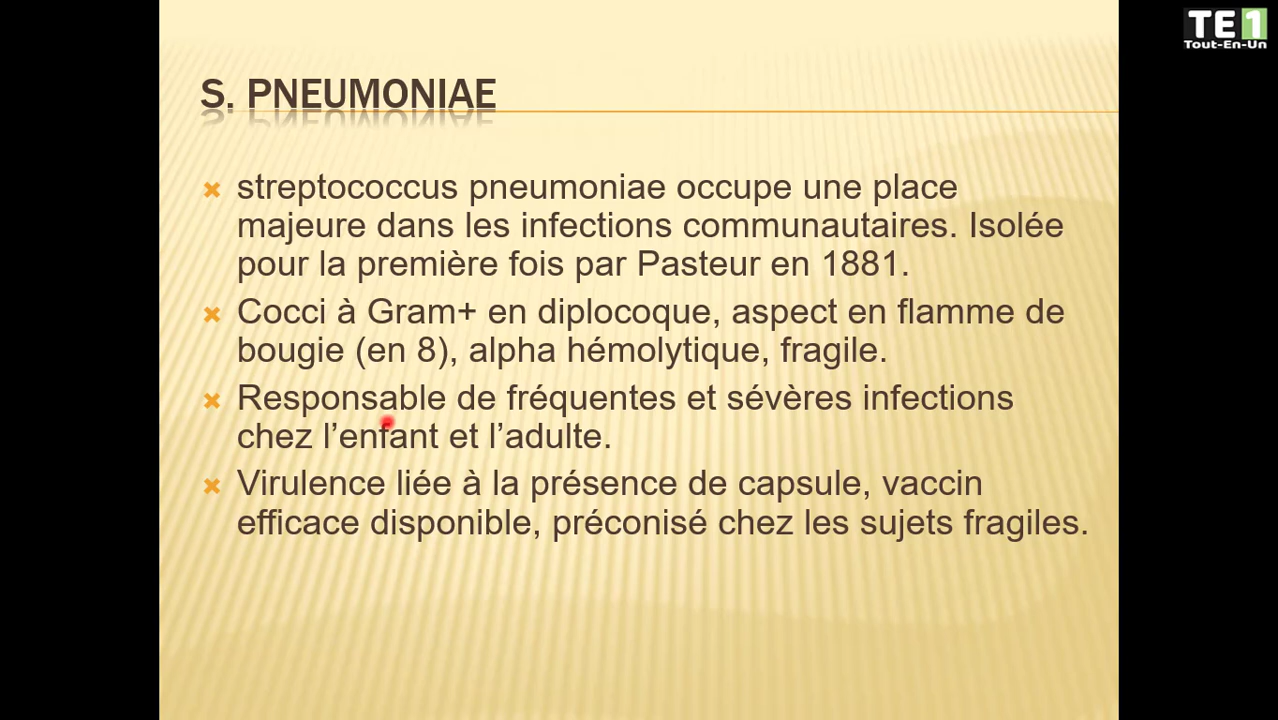 TE1
Tout-En-Un
S. PNEUMONIAE
streptococcus pneumoniae occupe une place
majeure dans les infections communautaires. Isolée
pour la première fois par Pasteur en 1881.
Cocci à Gram+ en diplocoque, aspect en flamme de
bougie (en 8), alpha hémolytique, fragile.
Responsable de fréquentes et sévères infections
chez l’enfant et l’adulte.
Virulence liée à la présence de capsule, vaccin
efficace disponible, préconisé chez les sujets fragiles.